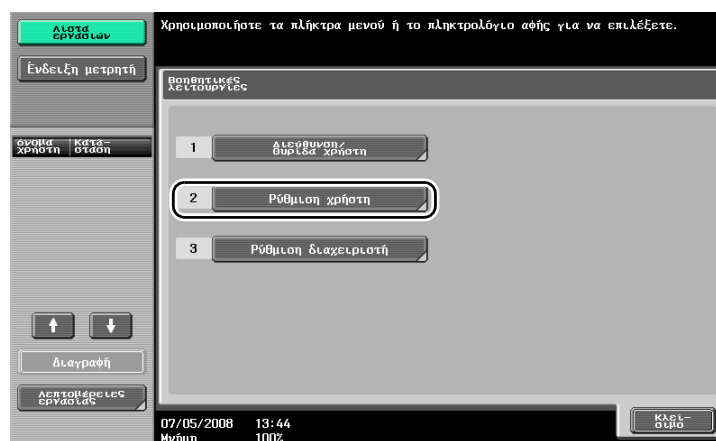 Λίστα
εργασιών
Χρησιμοποιήστε τα πλήκτρα μενού ή το πληκτρολόγιο αφής για να επιλέξετε.
Ένδειξη μετρητή
Βοηθητικές
λειτουργίες
όνομα
χρήστη
Κατά-
σταση
1
Διεύθυνση/
θυρίδα χρήστη
2
Ρύθμιση χρήστη
3
Ρύθμιση διαχειριστή
Διαγραφή
Λεπτομέρειες
εργασίας
07/05/2008 13:44
Μνήμη 100%
Κλεί-
σιμο